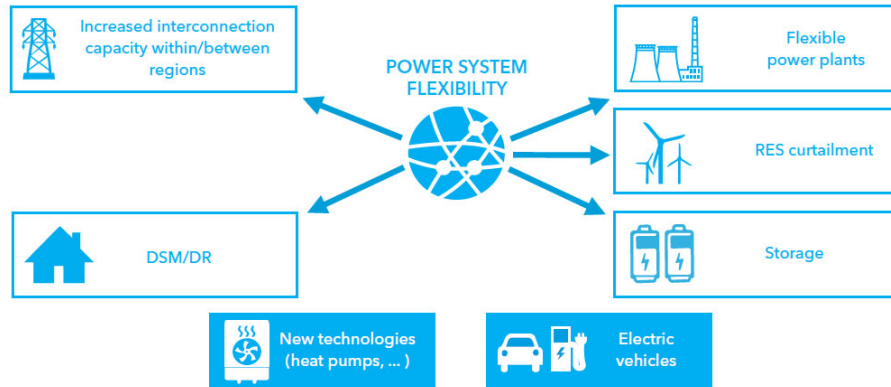 Increased interconnection
capacity within/between
regions
POWER SYSTEM
FLEXIBILITY
Flexible
power plants
RES curtailment
DSM/DR
Storage
New technologies
(heat pumps, ... )
Electric
vehicles